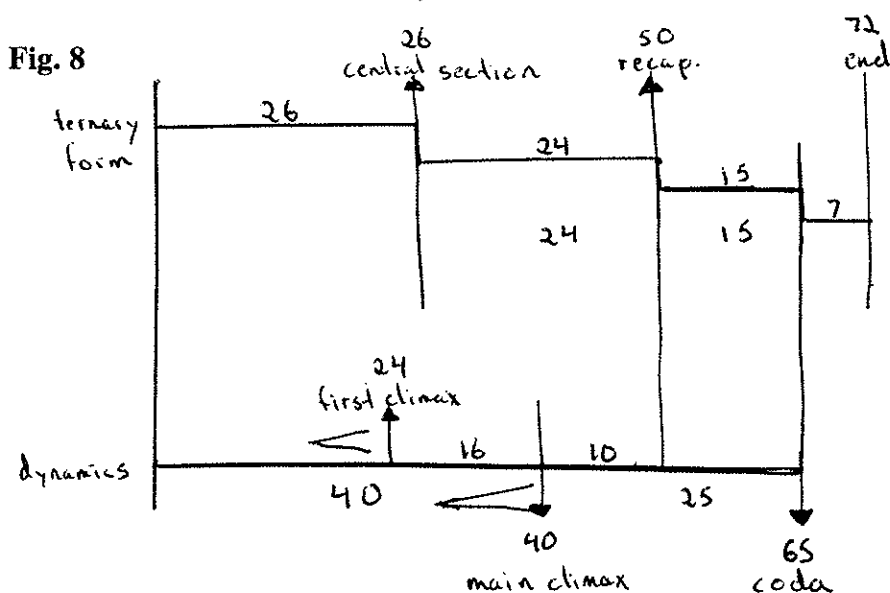 Fig. 8
26
central section
50
recap.
72
end
ternary
form
26
24
15
7
24
15
24
first climax
dynamics
16
10
40
25
40
main climax
65
coda